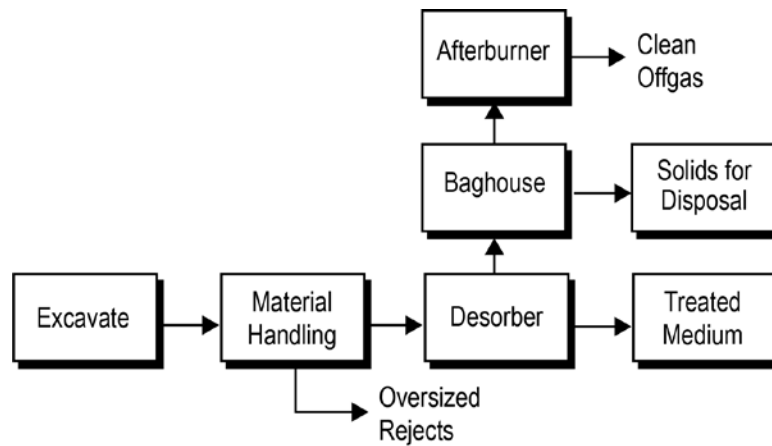 Afterburner
Clean
Offgas
Baghouse
Solids for
Disposal
Excavate
Material
Handling
Desorber
Treated
Medium
Oversized
Rejects